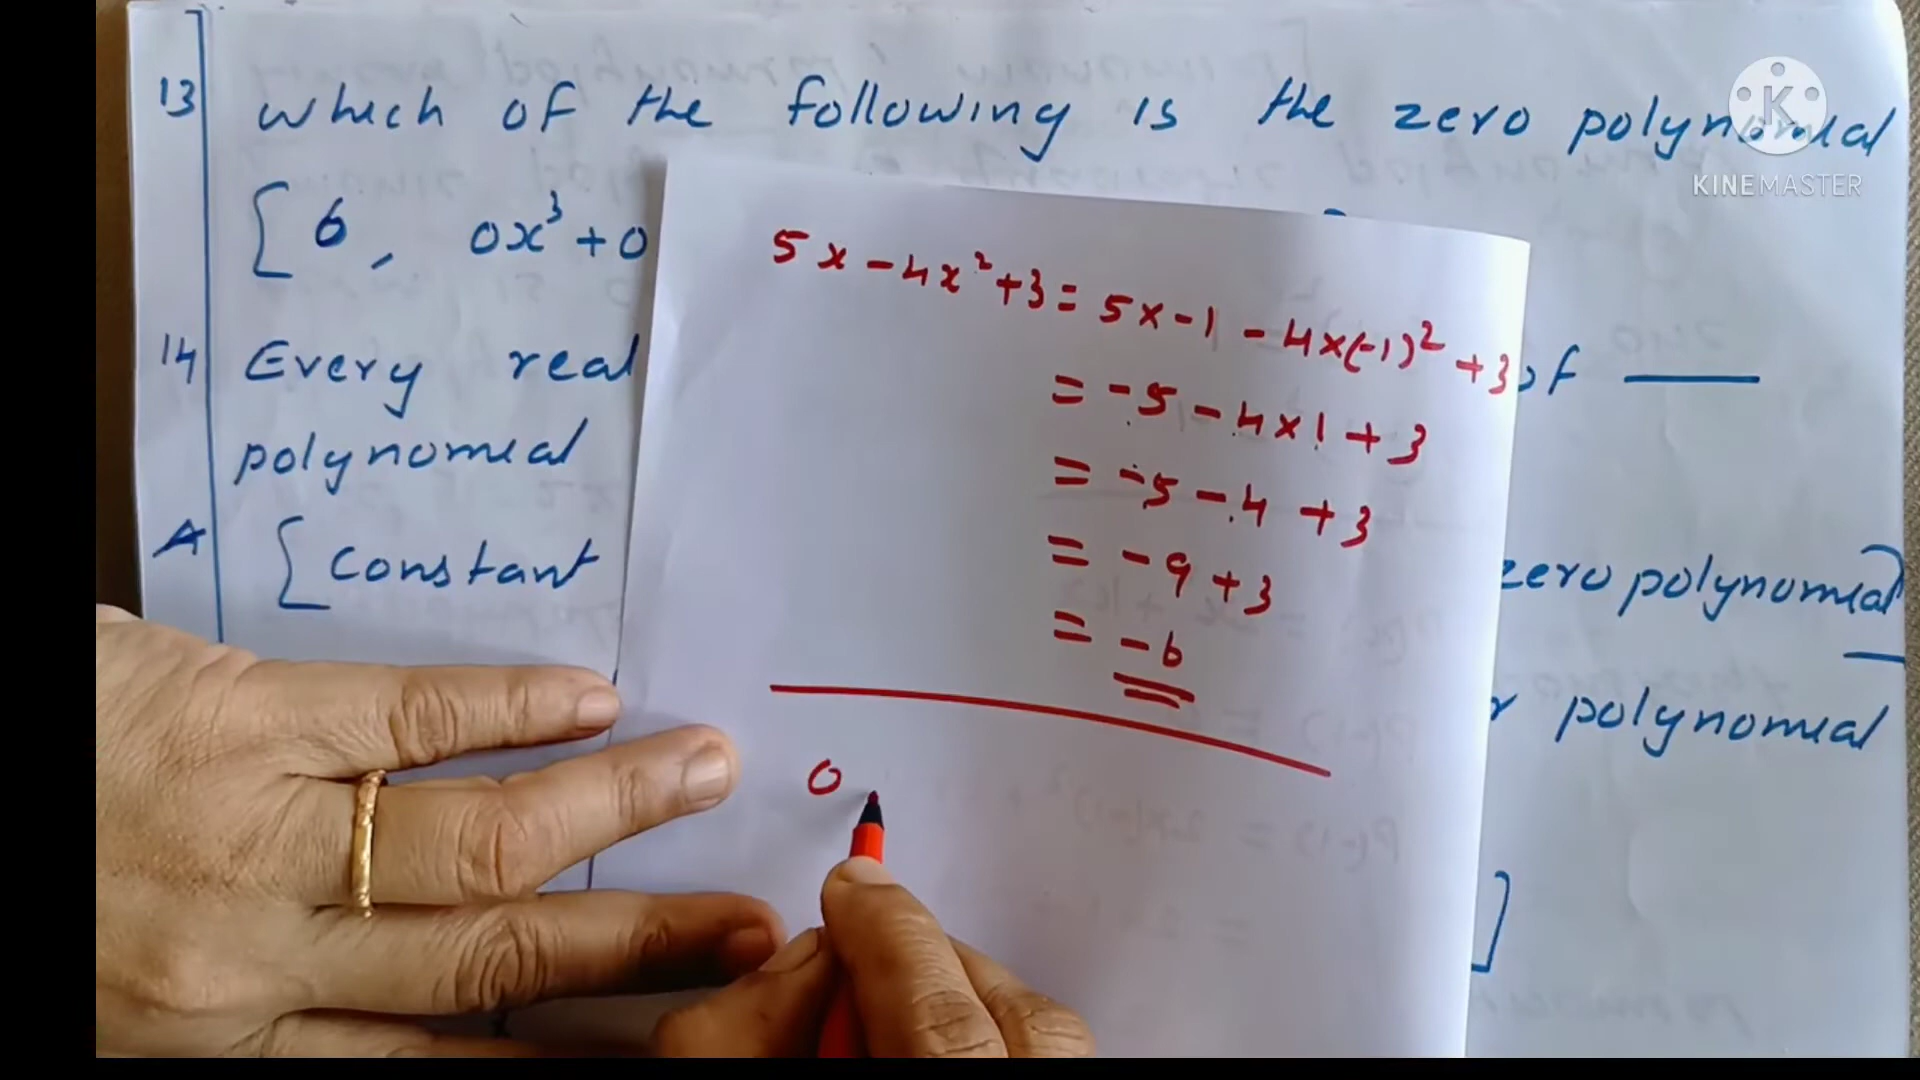 13 Which of the following is the zero polynomial
[ 6, 0x³+0
14 Every real of ___
polynomial
A [ Constant zero polynomial ]
r polynomial
]
5x-4x²+3 = 5x-1 -4x(-1)² +3
= -5 - 4x1 + 3
= -5 - 4 + 3
= -9 + 3
= -6
0
K
KINEMASTER